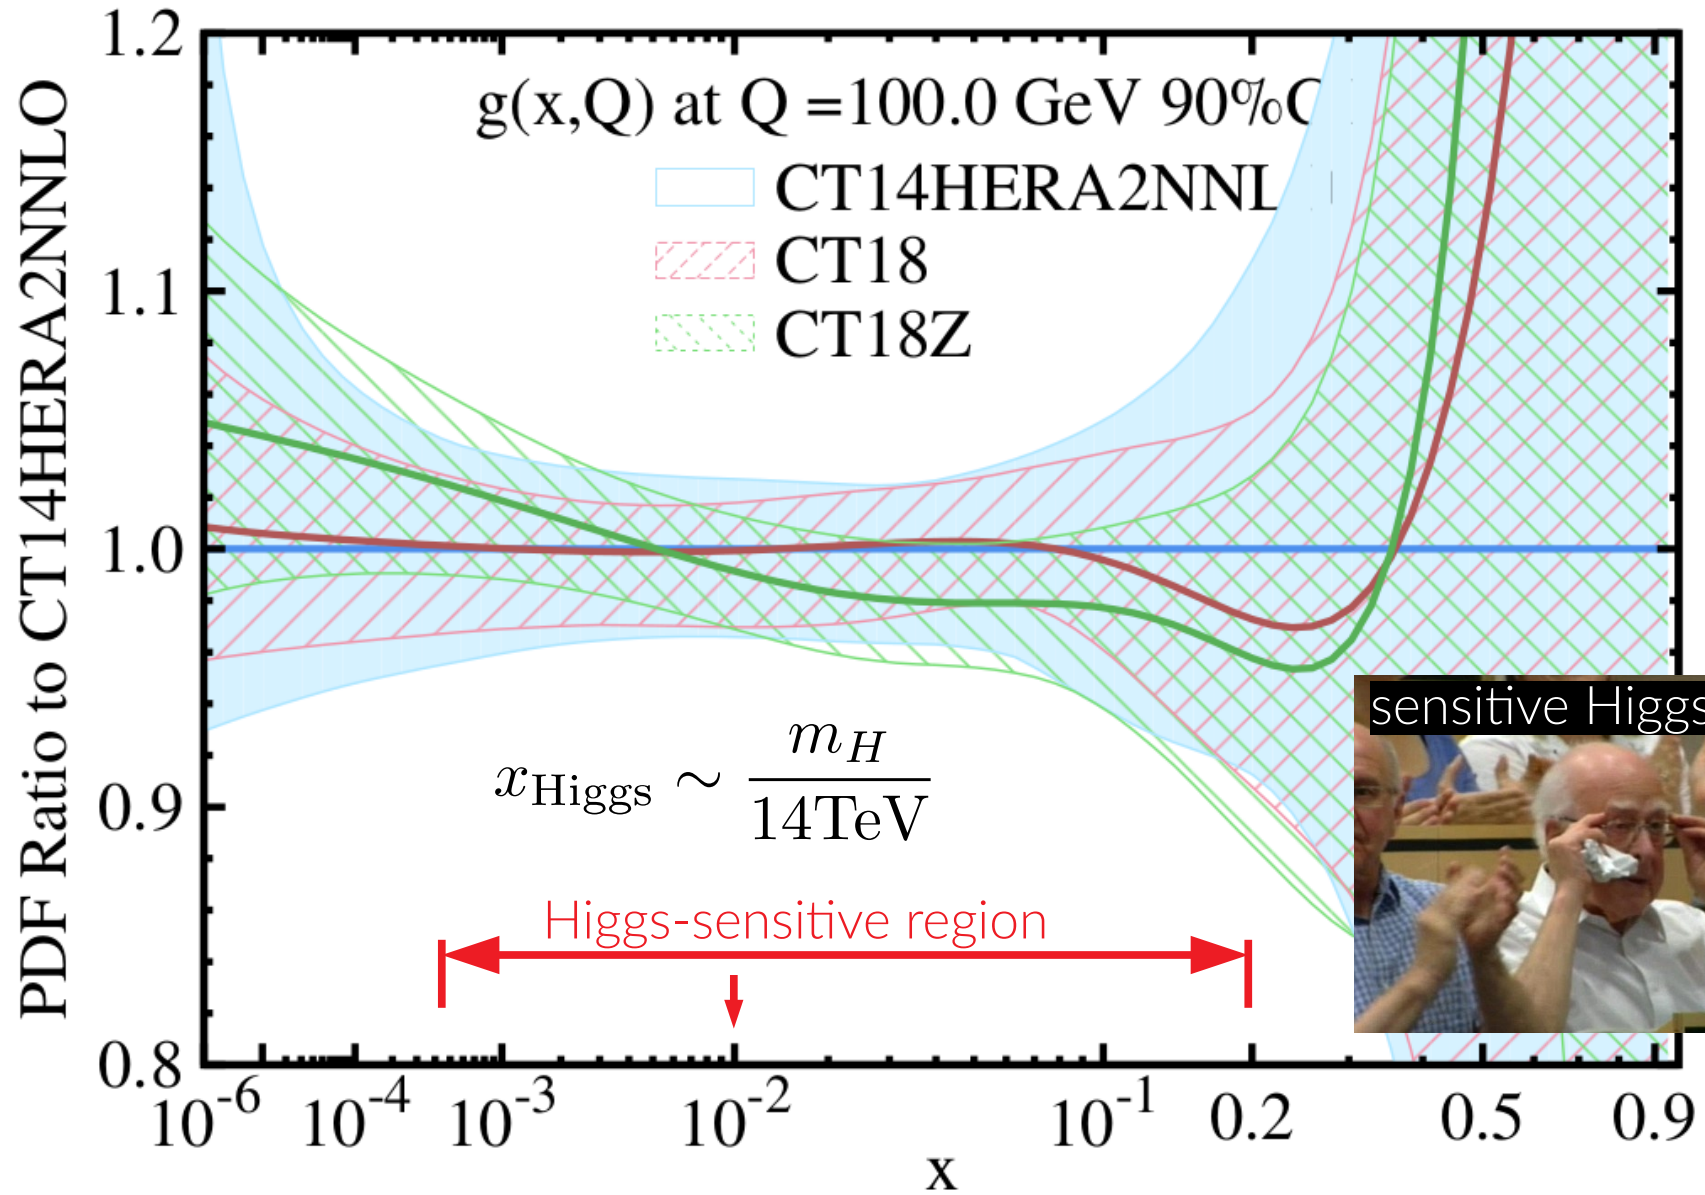 PDF Ratio to CT14HERA2NNLO
1.2
1.1
1.0
0.9
0.8
g(x,Q) at Q =100.0 GeV 90%C
CT14HERA2NNL
CT18
CT18Z
x_Higgs ∼ m_H / 14TeV
Higgs-sensitive region
sensitive Higgs
10^-6 10^-4 10^-3 10^-2 10^-1 0.2 0.5 0.9
x